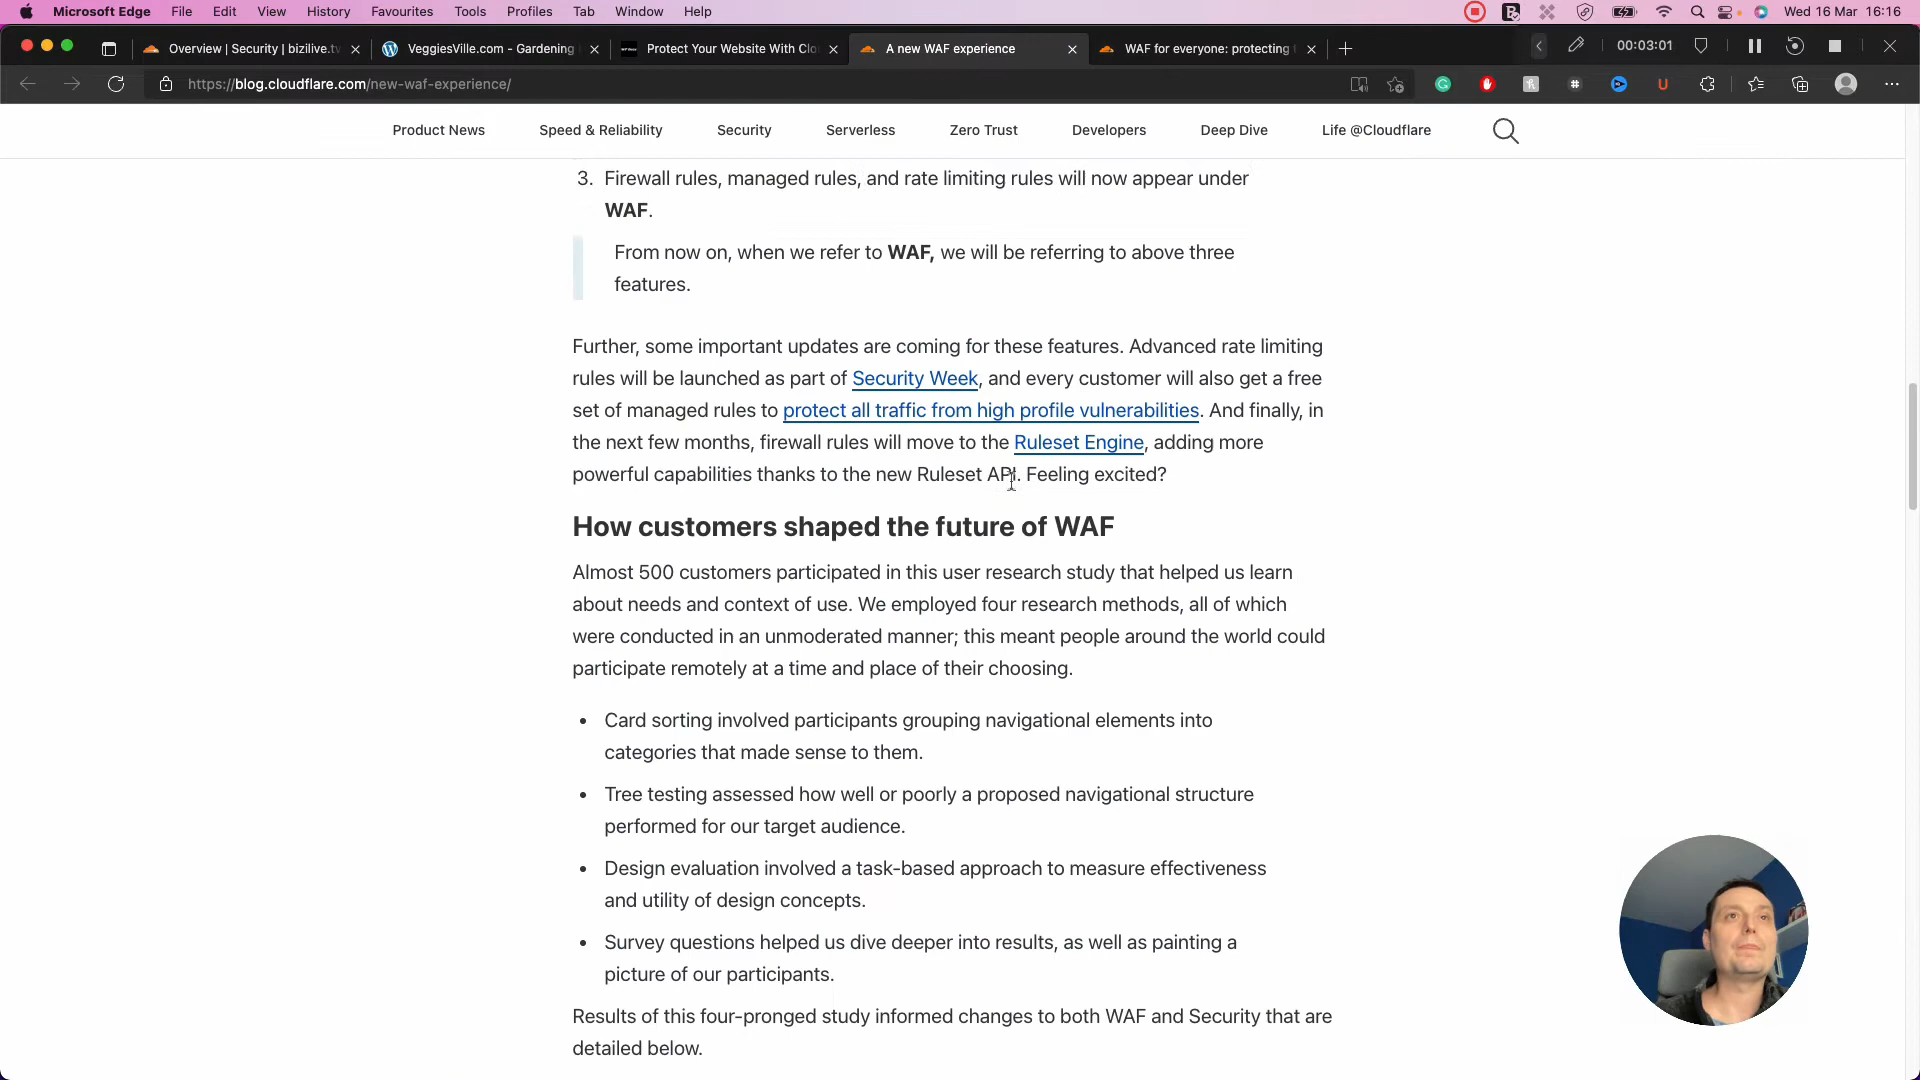 Microsoft Edge File Edit View History Favourites Tools Profiles Tab Window Help Wed 16 Mar 16:16
Overview | Security | bizilive.tv VeggiesVille.com - Gardening Protect Your Website With Clo A new WAF experience WAF for everyone: protecting 00:03:01
https://blog.cloudflare.com/new-waf-experience/
Product News Speed & Reliability Security Serverless Zero Trust Developers Deep Dive Life @Cloudflare
3. Firewall rules, managed rules, and rate limiting rules will now appear under
WAF.
From now on, when we refer to WAF, we will be referring to above three
features.
Further, some important updates are coming for these features. Advanced rate limiting
rules will be launched as part of Security Week, and every customer will also get a free
set of managed rules to protect all traffic from high profile vulnerabilities. And finally, in
the next few months, firewall rules will move to the Ruleset Engine, adding more
powerful capabilities thanks to the new Ruleset API. Feeling excited?
How customers shaped the future of WAF
Almost 500 customers participated in this user research study that helped us learn
about needs and context of use. We employed four research methods, all of which
were conducted in an unmoderated manner; this meant people around the world could
participate remotely at a time and place of their choosing.
• Card sorting involved participants grouping navigational elements into
categories that made sense to them.
• Tree testing assessed how well or poorly a proposed navigational structure
performed for our target audience.
• Design evaluation involved a task-based approach to measure effectiveness
and utility of design concepts.
• Survey questions helped us dive deeper into results, as well as painting a
picture of our participants.
Results of this four-pronged study informed changes to both WAF and Security that are
detailed below.